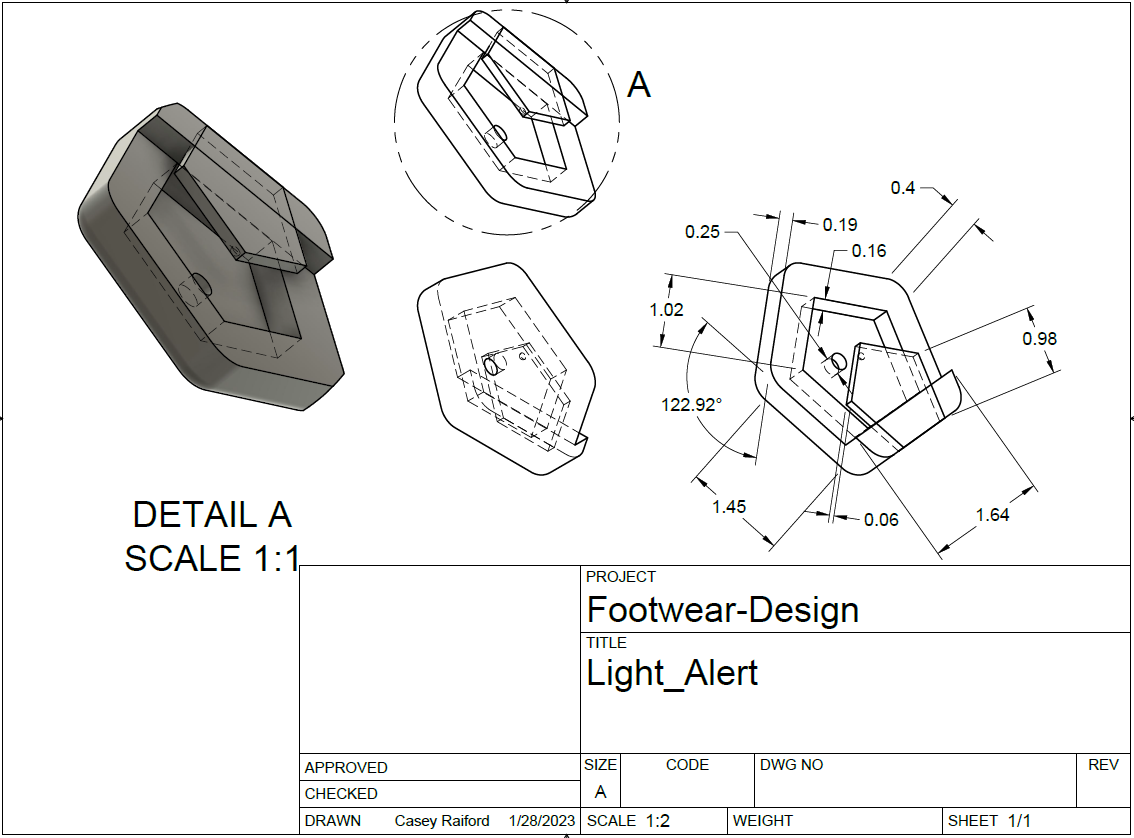 A
0.4
0.19
0.25
0.16
1.02
0.98
122.92°
1.45
0.06
1.64
DETAIL A
SCALE 1:1
PROJECT
Footwear-Design
TITLE
Light_Alert
APPROVED
CHECKED
DRAWN Casey Raiford 1/28/2023
SIZE CODE DWG NO REV
A
SCALE 1:2 WEIGHT SHEET 1/1